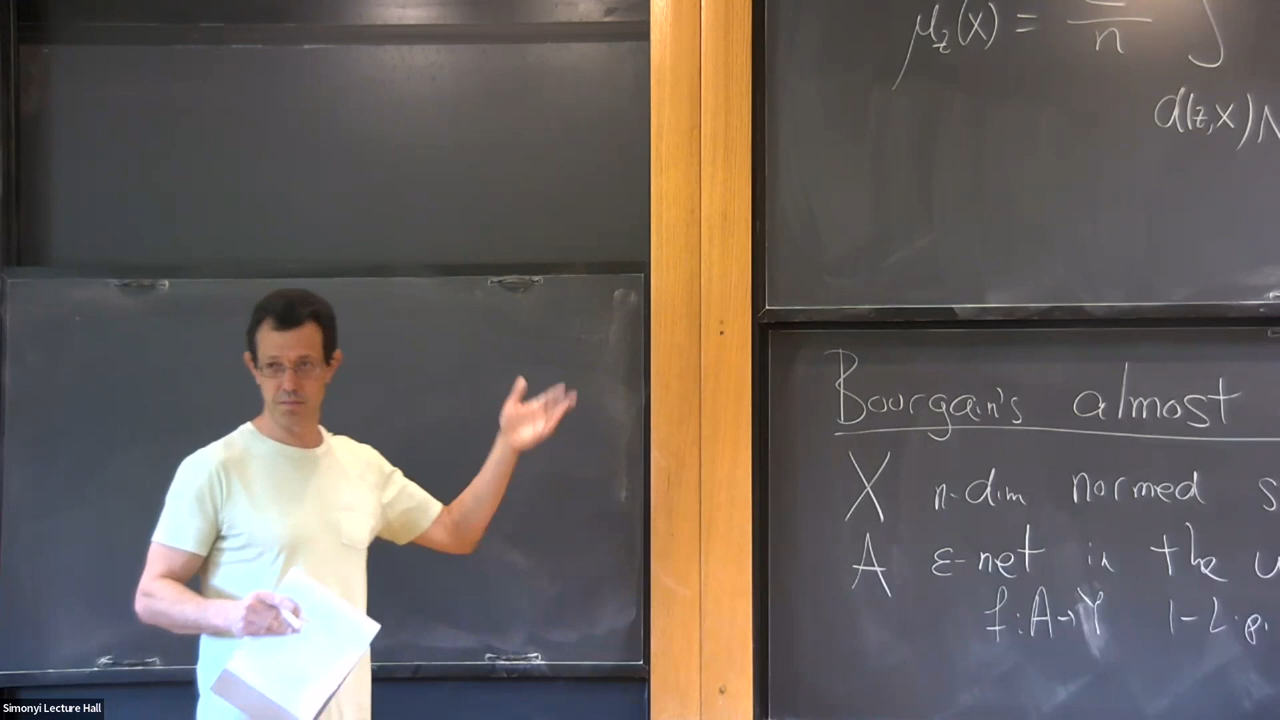 μ_z(x) = — / n ∫
d(z,x)
Bourgain's almost
X n-dim normed s
A ε-net in the u
f: A→Y 1-Lip.
Simonyi Lecture Hall